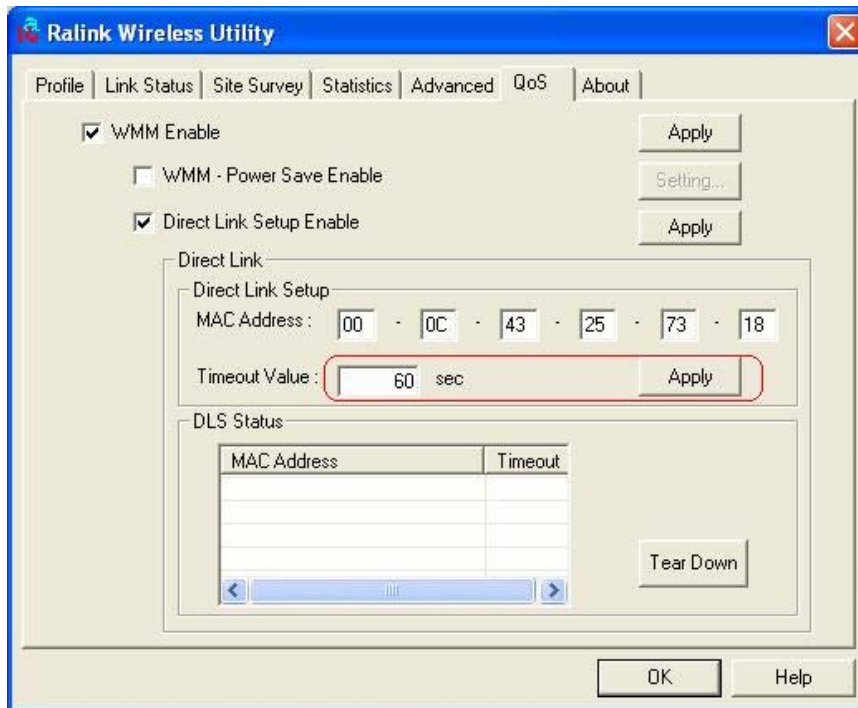 Ralink Wireless Utility
Profile Link Status Site Survey Statistics Advanced QoS About
WMM Enable Apply
WMM - Power Save Enable Setting...
Direct Link Setup Enable Apply
Direct Link
Direct Link Setup
MAC Address : 00 - 0C - 43 - 25 - 73 - 18
Timeout Value : 60 sec Apply
DLS Status
MAC Address Timeout
Tear Down
OK Help